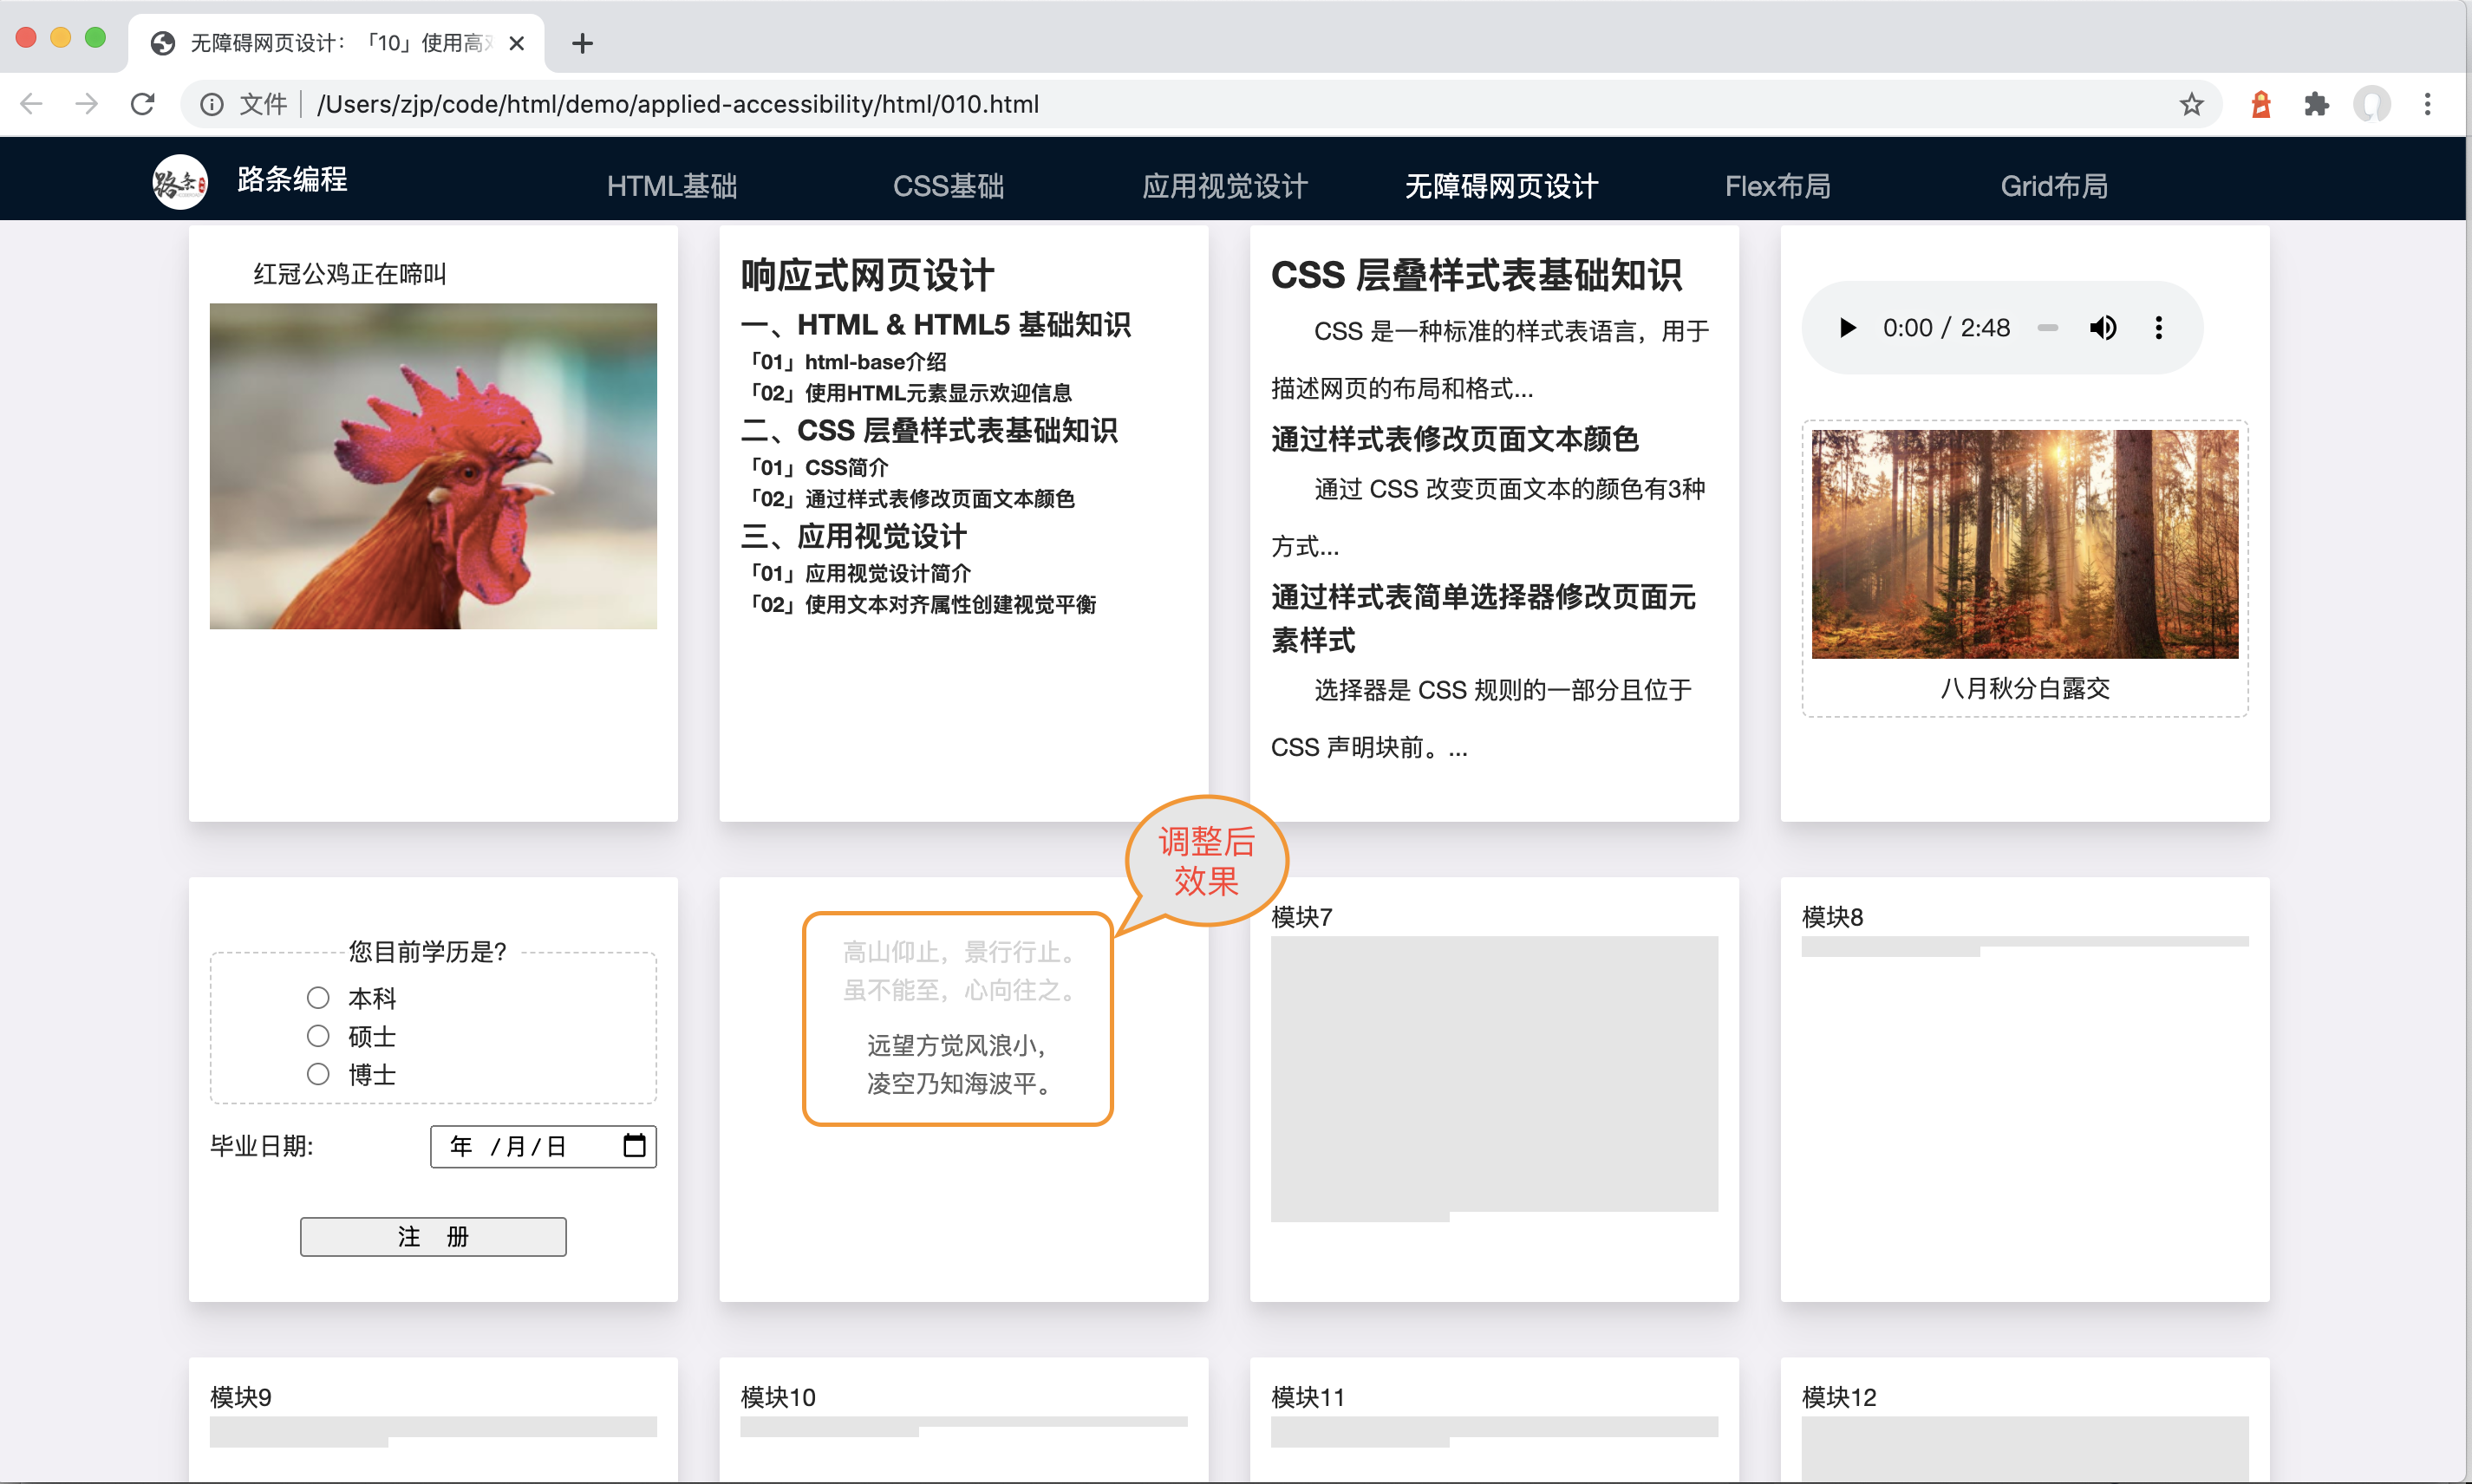 无障碍网页设计：「10」使用高对
文件 /Users/zjp/code/html/demo/applied-accessibility/html/010.html
路条
路条编程
HTML基础
CSS基础
应用视觉设计
无障碍网页设计
Flex布局
Grid布局
红冠公鸡正在啼叫
响应式网页设计
一、HTML & HTML5 基础知识
「01」html-base介绍
「02」使用HTML元素显示欢迎信息
二、CSS 层叠样式表基础知识
「01」CSS简介
「02」通过样式表修改页面文本颜色
三、应用视觉设计
「01」应用视觉设计简介
「02」使用文本对齐属性创建视觉平衡
CSS 层叠样式表基础知识
CSS 是一种标准的样式表语言，用于
描述网页的布局和格式...
通过样式表修改页面文本颜色
通过 CSS 改变页面文本的颜色有3种
方式...
通过样式表简单选择器修改页面元
素样式
选择器是 CSS 规则的一部分且位于
CSS 声明块前。...
0:00 / 2:48
八月秋分白露交
您目前学历是?
本科
硕士
博士
毕业日期:
年 /月/日
注 册
调整后
效果
高山仰止，景行行止。
虽不能至，心向往之。
远望方觉风浪小，
凌空乃知海波平。
模块7
模块8
模块9
模块10
模块11
模块12